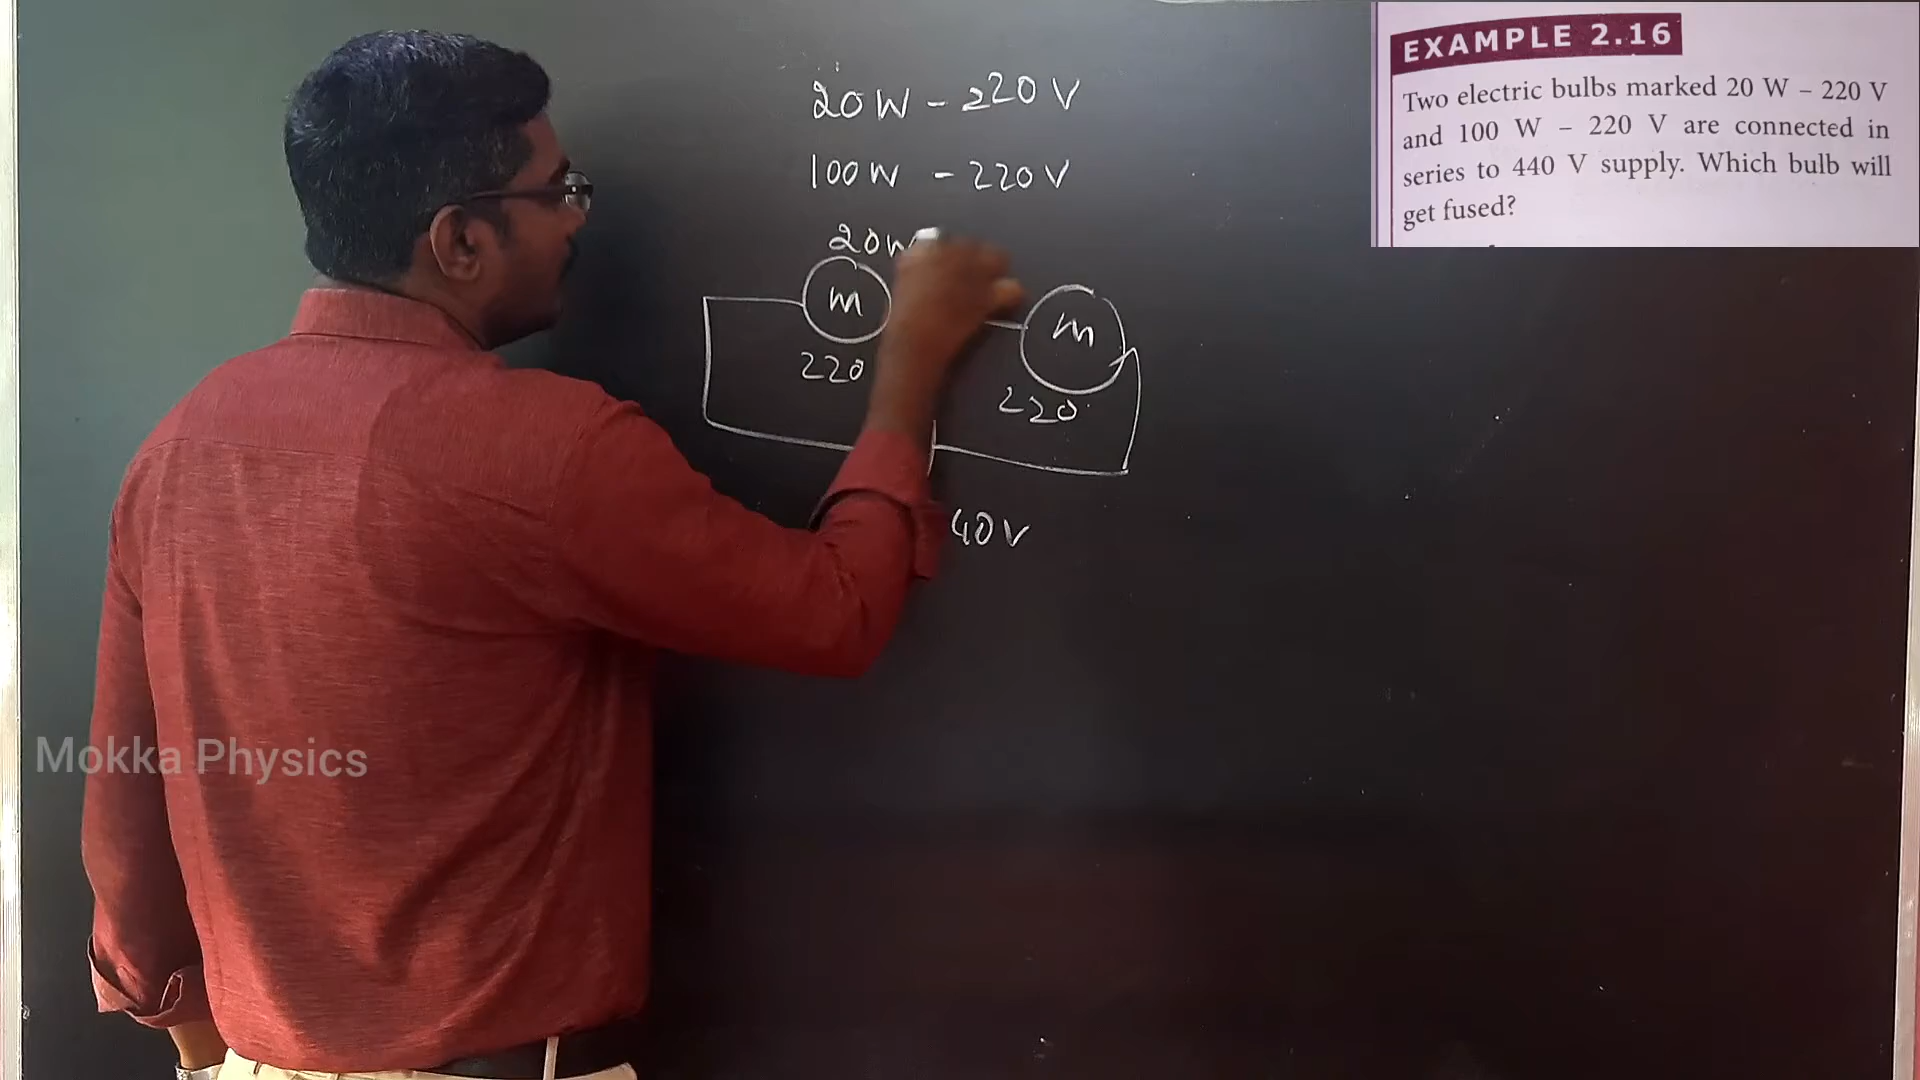 EXAMPLE 2.16
Two electric bulbs marked 20 W – 220 V
and 100 W – 220 V are connected in
series to 440 V supply. Which bulb will
get fused?
20W - 220V
100W - 220V
20W
220
220
40V
Mokka Physics